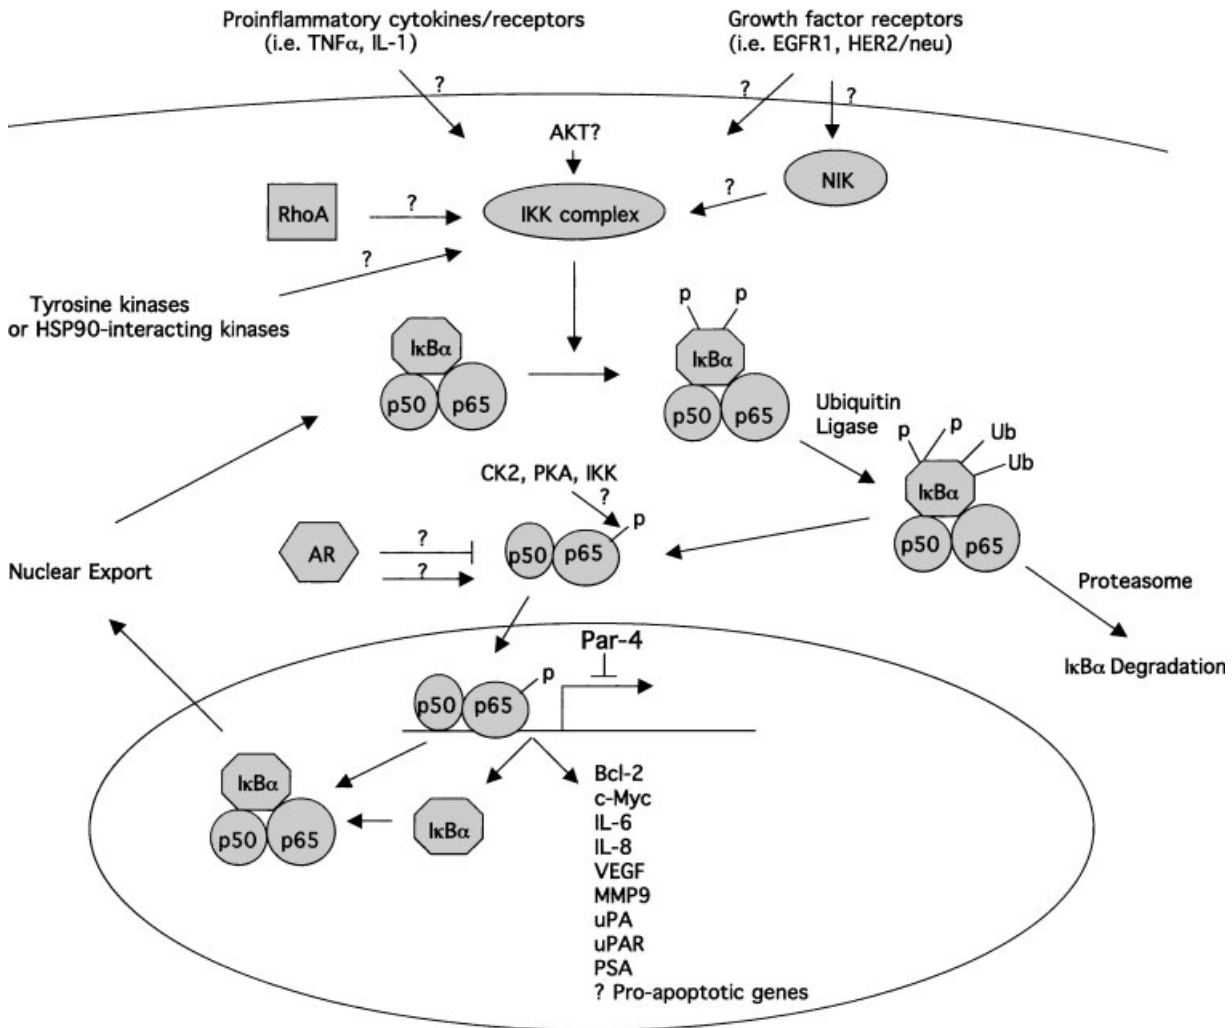 Proinflammatory cytokines/receptors
(i.e. TNFα, IL-1)
Growth factor receptors
(i.e. EGFR1, HER2/neu)
?
?
?
AKT?
NIK
RhoA
?
IKK complex
?
?
Tyrosine kinases
or HSP90-interacting kinases
p
p
IκBα
p50
p65
IκBα
p50
p65
Ubiquitin
Ligase
p
p
Ub
Ub
IκBα
p50
p65
CK2, PKA, IKK
?
p
p50
p65
AR
?
?
Nuclear Export
Proteasome
IκBα Degradation
Par-4
p
p50
p65
IκBα
p50
p65
IκBα
Bcl-2
c-Myc
IL-6
IL-8
VEGF
MMP9
uPA
uPAR
PSA
? Pro-apoptotic genes